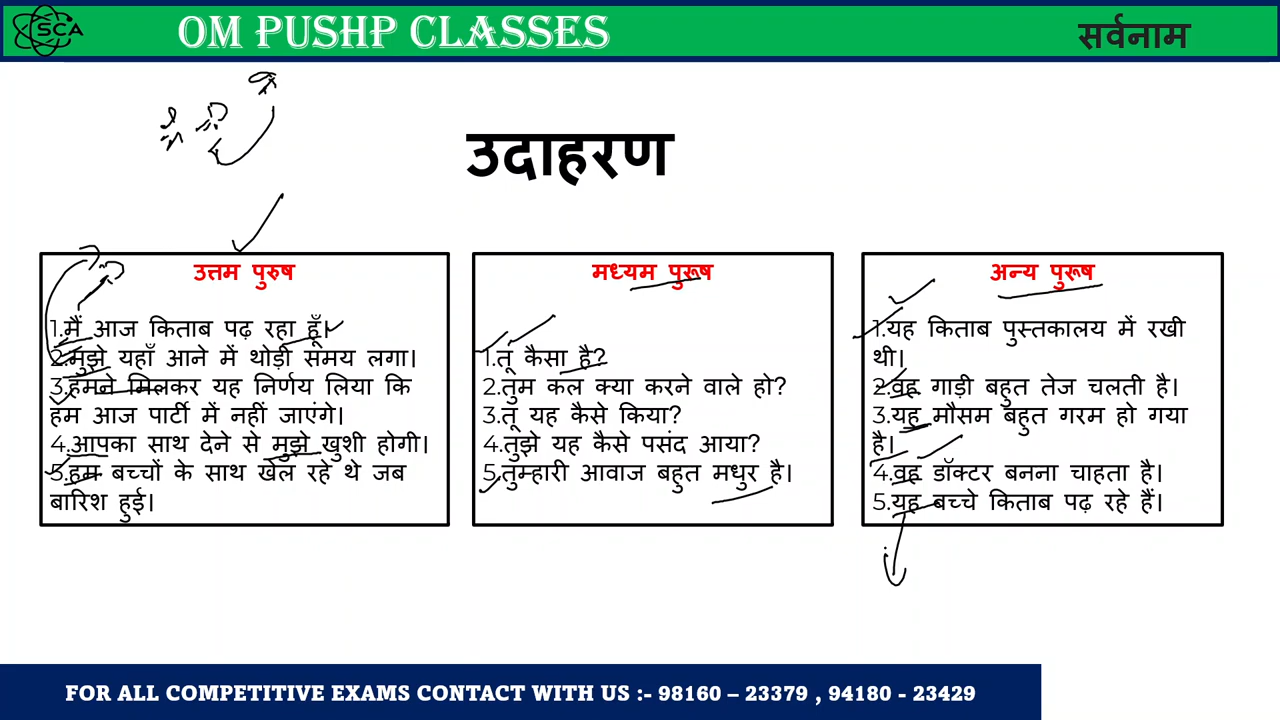 SCA
OM PUSHP CLASSES
सर्वनाम
उदाहरण
उत्तम पुरुष
1.मैं आज किताब पढ़ रहा हूँ।
2.मुझे यहाँ आने में थोड़ी समय लगा।
3.हमने मिलकर यह निर्णय लिया कि
हम आज पार्टी में नहीं जाएंगे।
4.आपका साथ देने से मुझे खुशी होगी।
5.हम बच्चों के साथ खेल रहे थे जब
बारिश हुई।
मध्यम पुरूष
1.तू कैसा है?
2.तुम कल क्या करने वाले हो?
3.तू यह कैसे किया?
4.तुझे यह कैसे पसंद आया?
5.तुम्हारी आवाज बहुत मधुर है।
अन्य पुरूष
1.यह किताब पुस्तकालय में रखी
थी।
2.वह गाड़ी बहुत तेज चलती है।
3.यह मौसम बहुत गरम हो गया
है।
4.वह डॉक्टर बनना चाहता है।
5.यह बच्चे किताब पढ़ रहे हैं।
FOR ALL COMPETITIVE EXAMS CONTACT WITH US :- 98160 – 23379 , 94180 - 23429